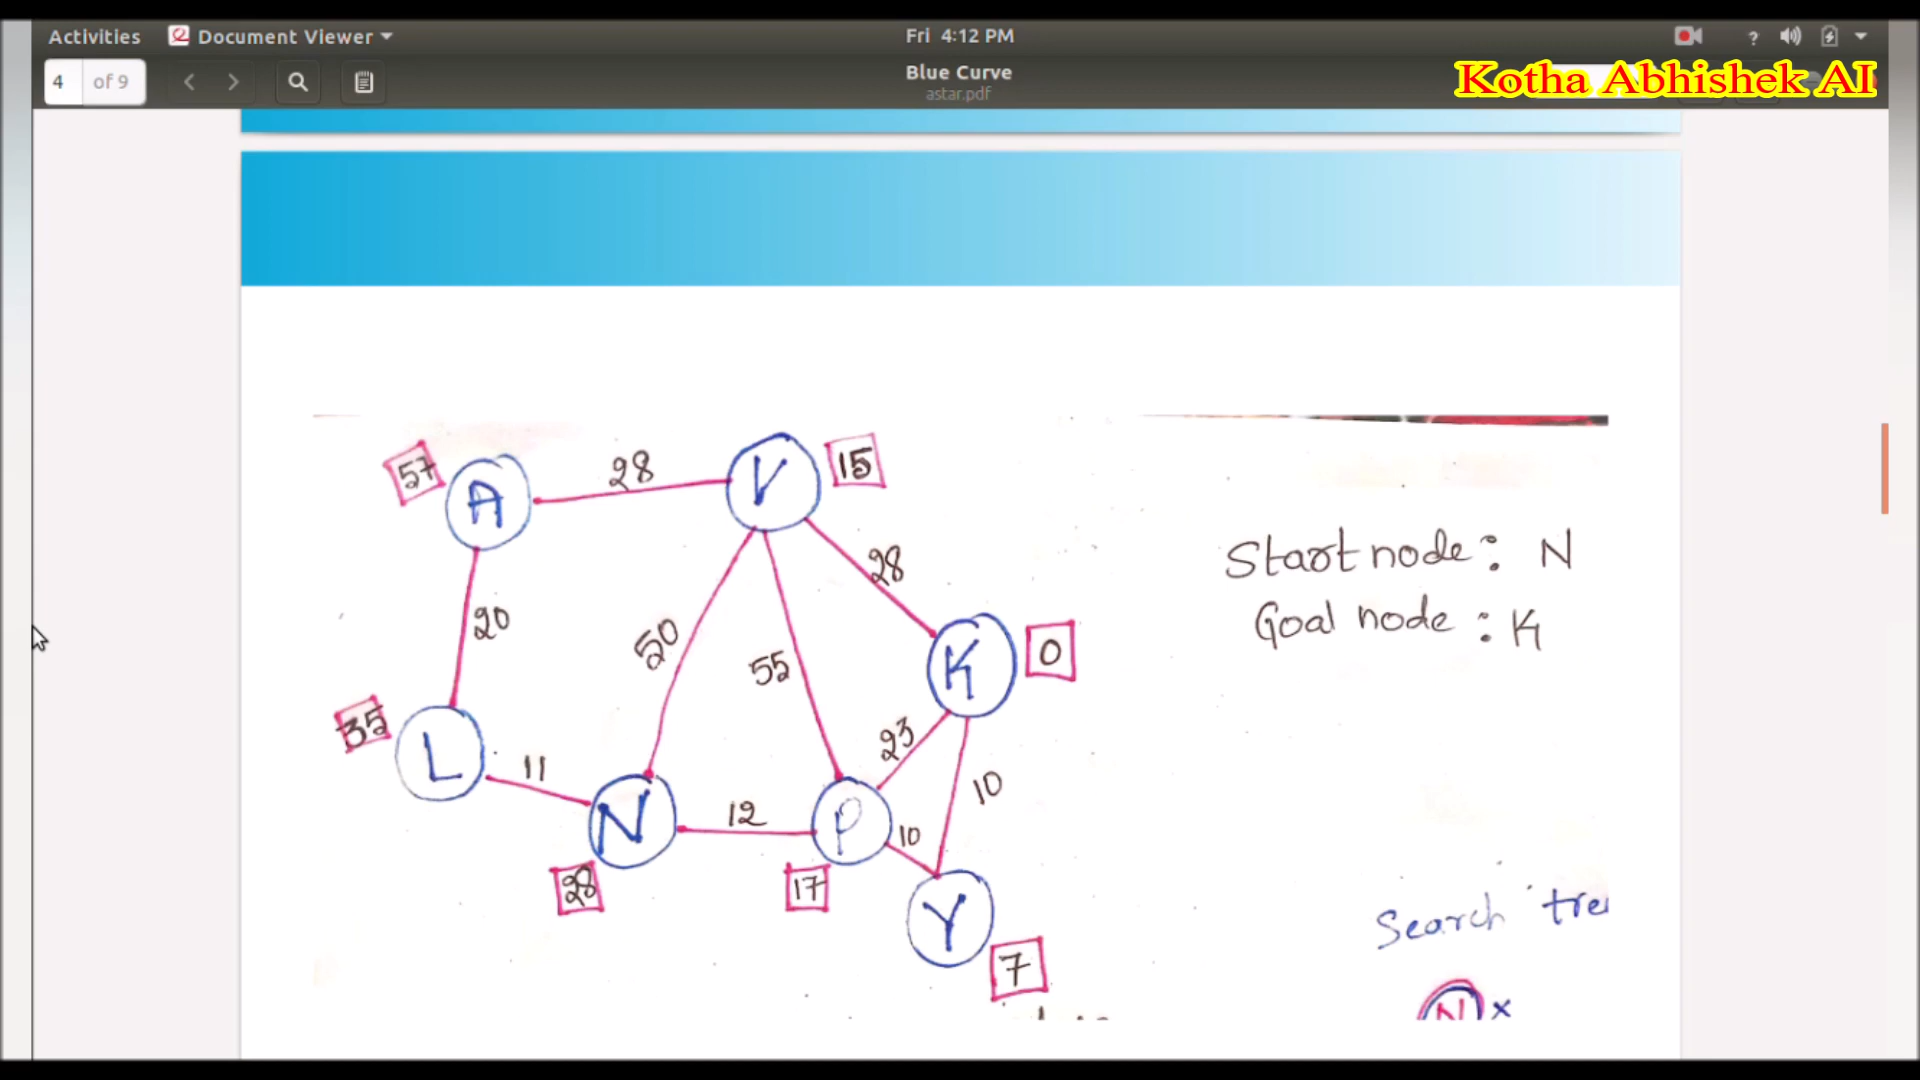 Activities Document Viewer Fri 4:12 PM ?
4 of 9 Blue Curve
astar.pdf
Kotha Abhishek AI
57 A 28 V 15
28
20 50 55 K 0
Start node : N
Goal node : K
35 L 11 23
N 12 P 10 10
28 17 Y
7
Search tre
N x